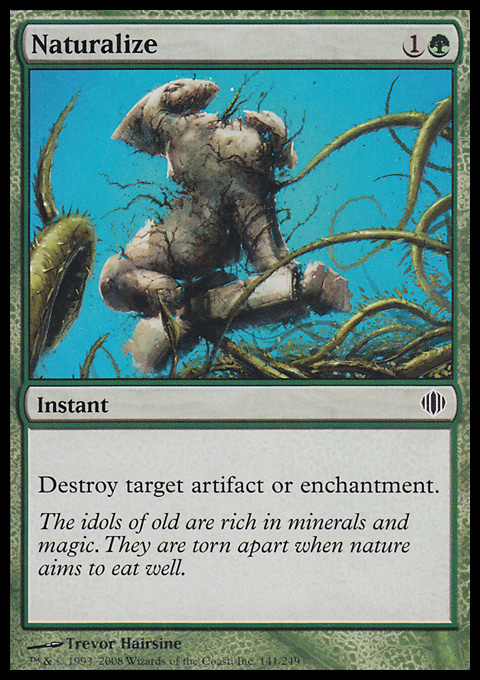 Naturalize 1
Instant
Destroy target artifact or enchantment.
The idols of old are rich in minerals and
magic. They are torn apart when nature
aims to eat well.
Trevor Hairsine
™ & © 1993–2008 Wizards of the Coast, Inc. 141/249